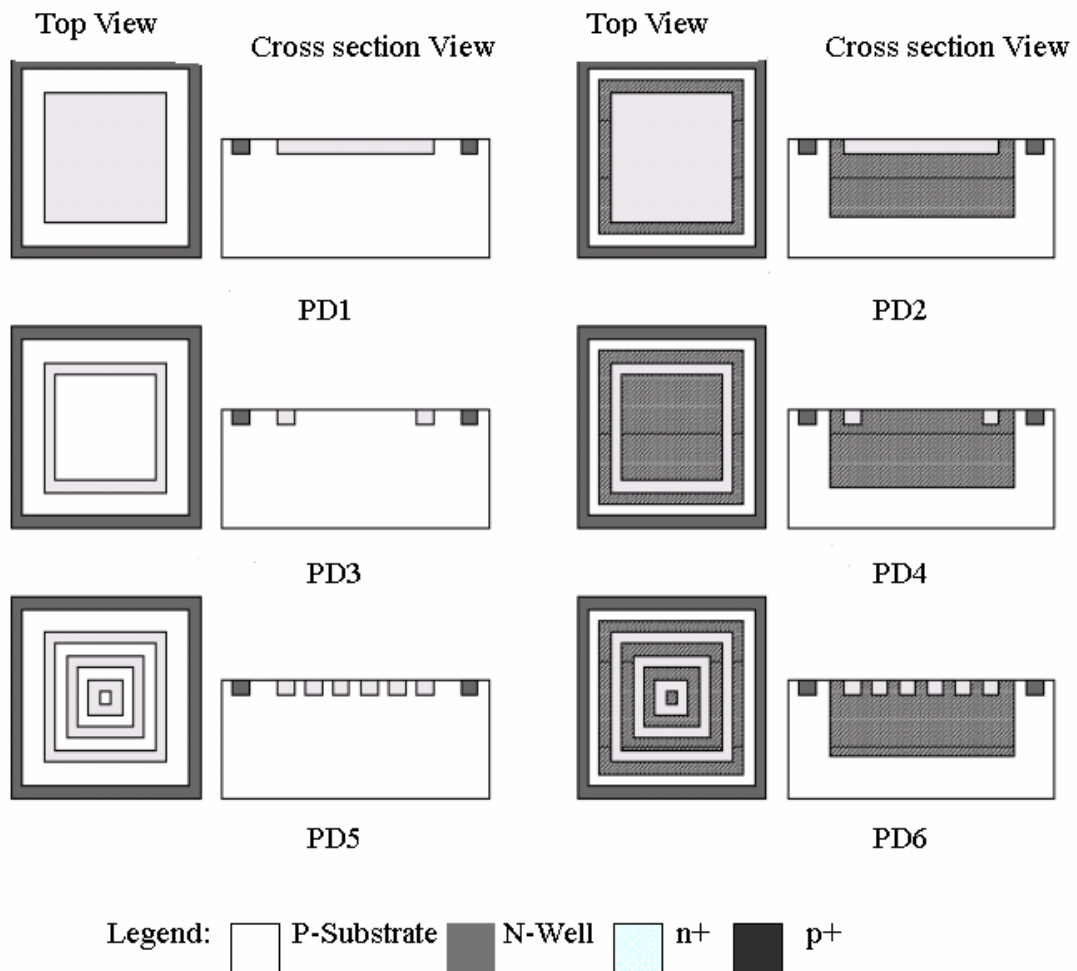 Top View
Cross section View
Top View
Cross section View
PD1
PD2
PD3
PD4
PD5
PD6
Legend: P-Substrate N-Well n+ p+